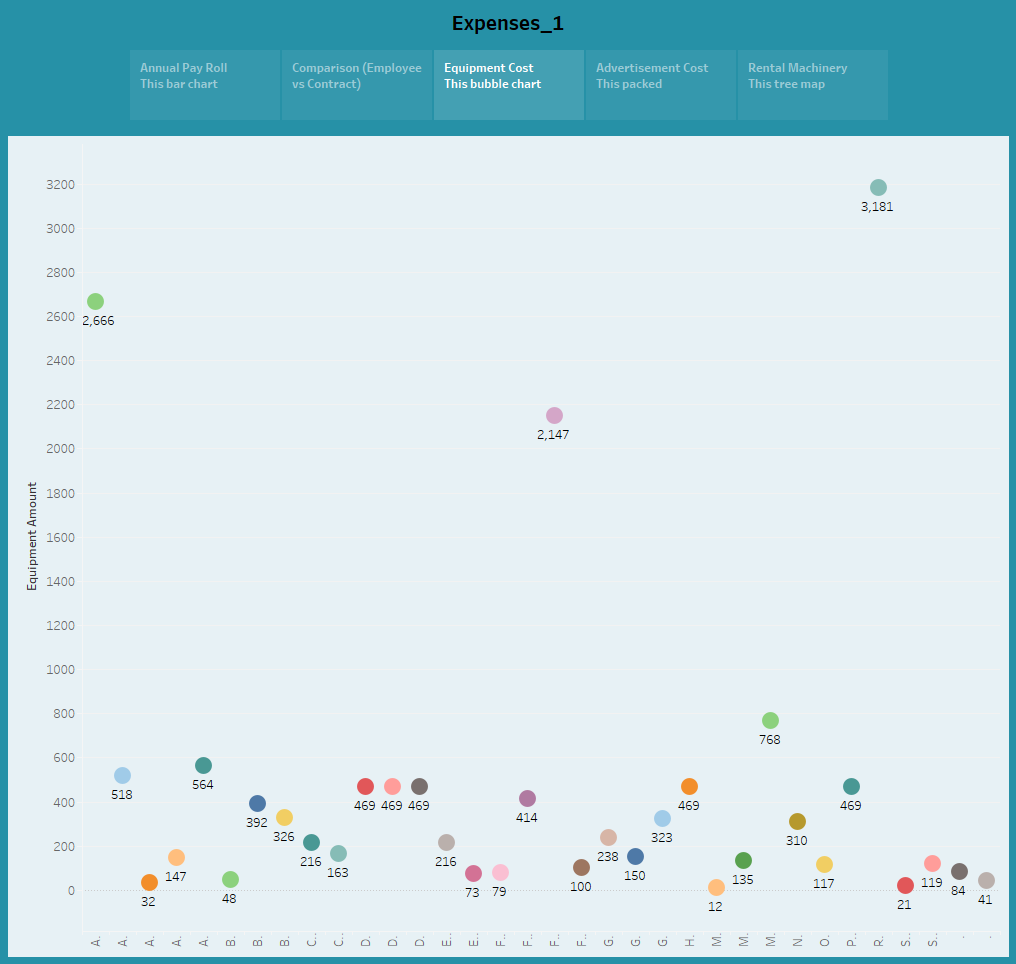 Expenses_1
Annual Pay Roll
This bar chart
Comparison (Employee
vs Contract)
Equipment Cost
This bubble chart
Advertisement Cost
This packed
Rental Machinery
This tree map
Equipment Amount
3200
3000
2800
2600
2400
2200
2000
1800
1600
1400
1200
1000
800
600
400
200
0
2,666
518
32
147
564
48
392
326
216
163
469
469
469
216
73
79
414
2,147
100
238
150
323
469
12
135
768
310
117
469
3,181
21
119
84
41
A.
A.
A.
A.
A.
B.
B.
B.
C..
C..
D.
D.
D.
E..
E..
F..
F..
F..
F..
G.
G.
G.
H.
M.
M.
M.
N.
O.
P..
R.
S..
S..
.
.